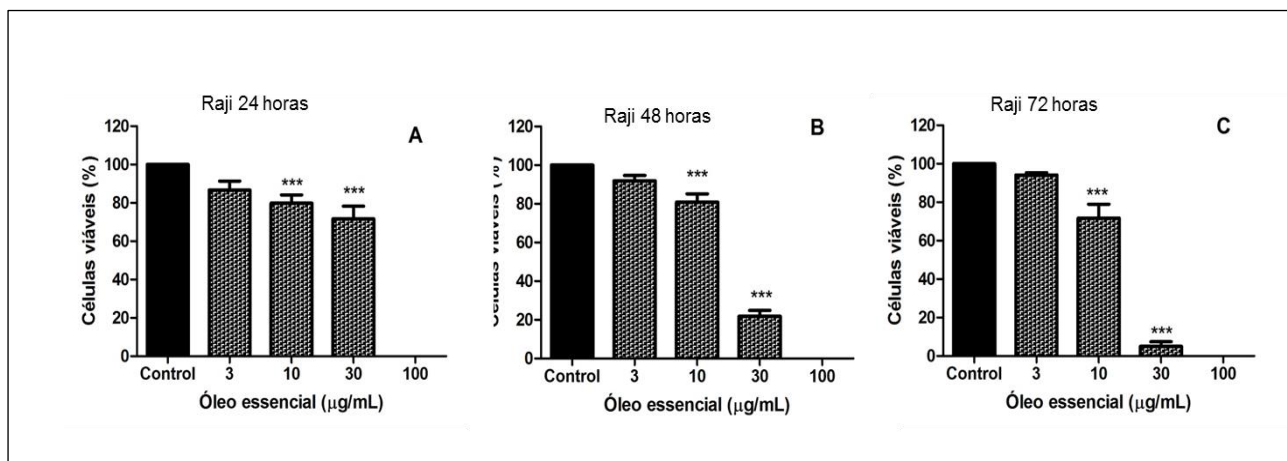 Raji 24 horas
A
120
100
80
60
40
20
0
Células viáveis (%)
***
***
Control 3 10 30 100
Óleo essencial (μg/mL)
Raji 48 horas
B
120
100
80
60
40
20
0
Células viáveis (%)
***
***
Control 3 10 30 100
Óleo essencial (μg/mL)
Raji 72 horas
C
120
100
80
60
40
20
0
Células viáveis (%)
***
***
Control 3 10 30 100
Óleo essencial (μg/mL)